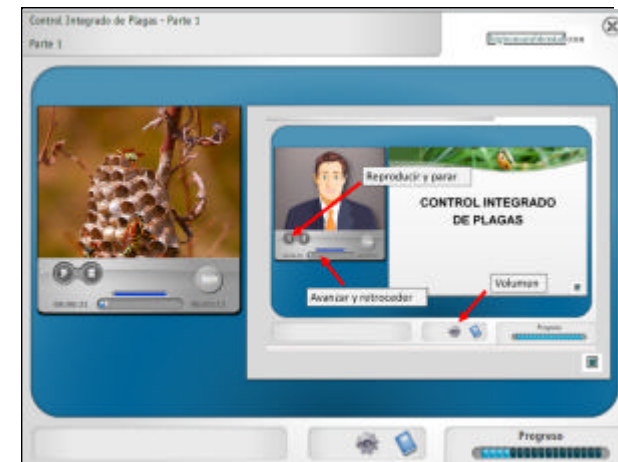 Control Integrado de Plagas - Parte 1
Parte 1
Reproducir y parar
CONTROL INTEGRADO
DE PLAGAS
Avanzar y retroceder
Volumen
Progreso
Progreso